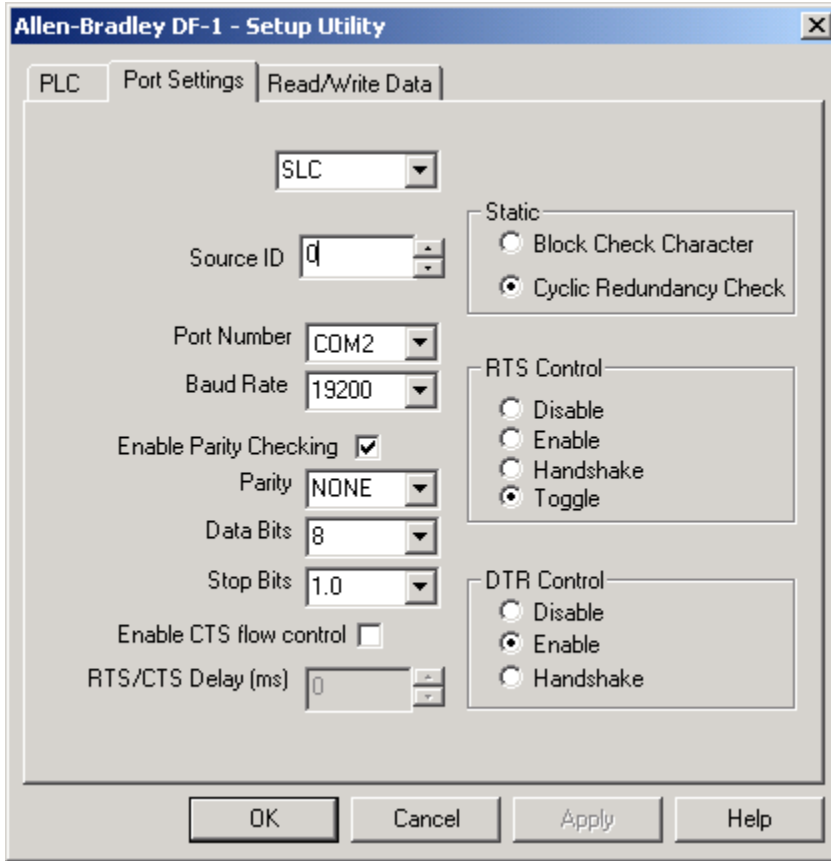 Allen-Bradley DF-1 - Setup Utility
PLC Port Settings Read/Write Data
SLC
Source ID 0
Port Number COM2
Baud Rate 19200
Enable Parity Checking
Parity NONE
Data Bits 8
Stop Bits 1.0
Enable CTS flow control
RTS/CTS Delay (ms) 0
Static
Block Check Character
Cyclic Redundancy Check
RTS Control
Disable
Enable
Handshake
Toggle
DTR Control
Disable
Enable
Handshake
OK Cancel Apply Help